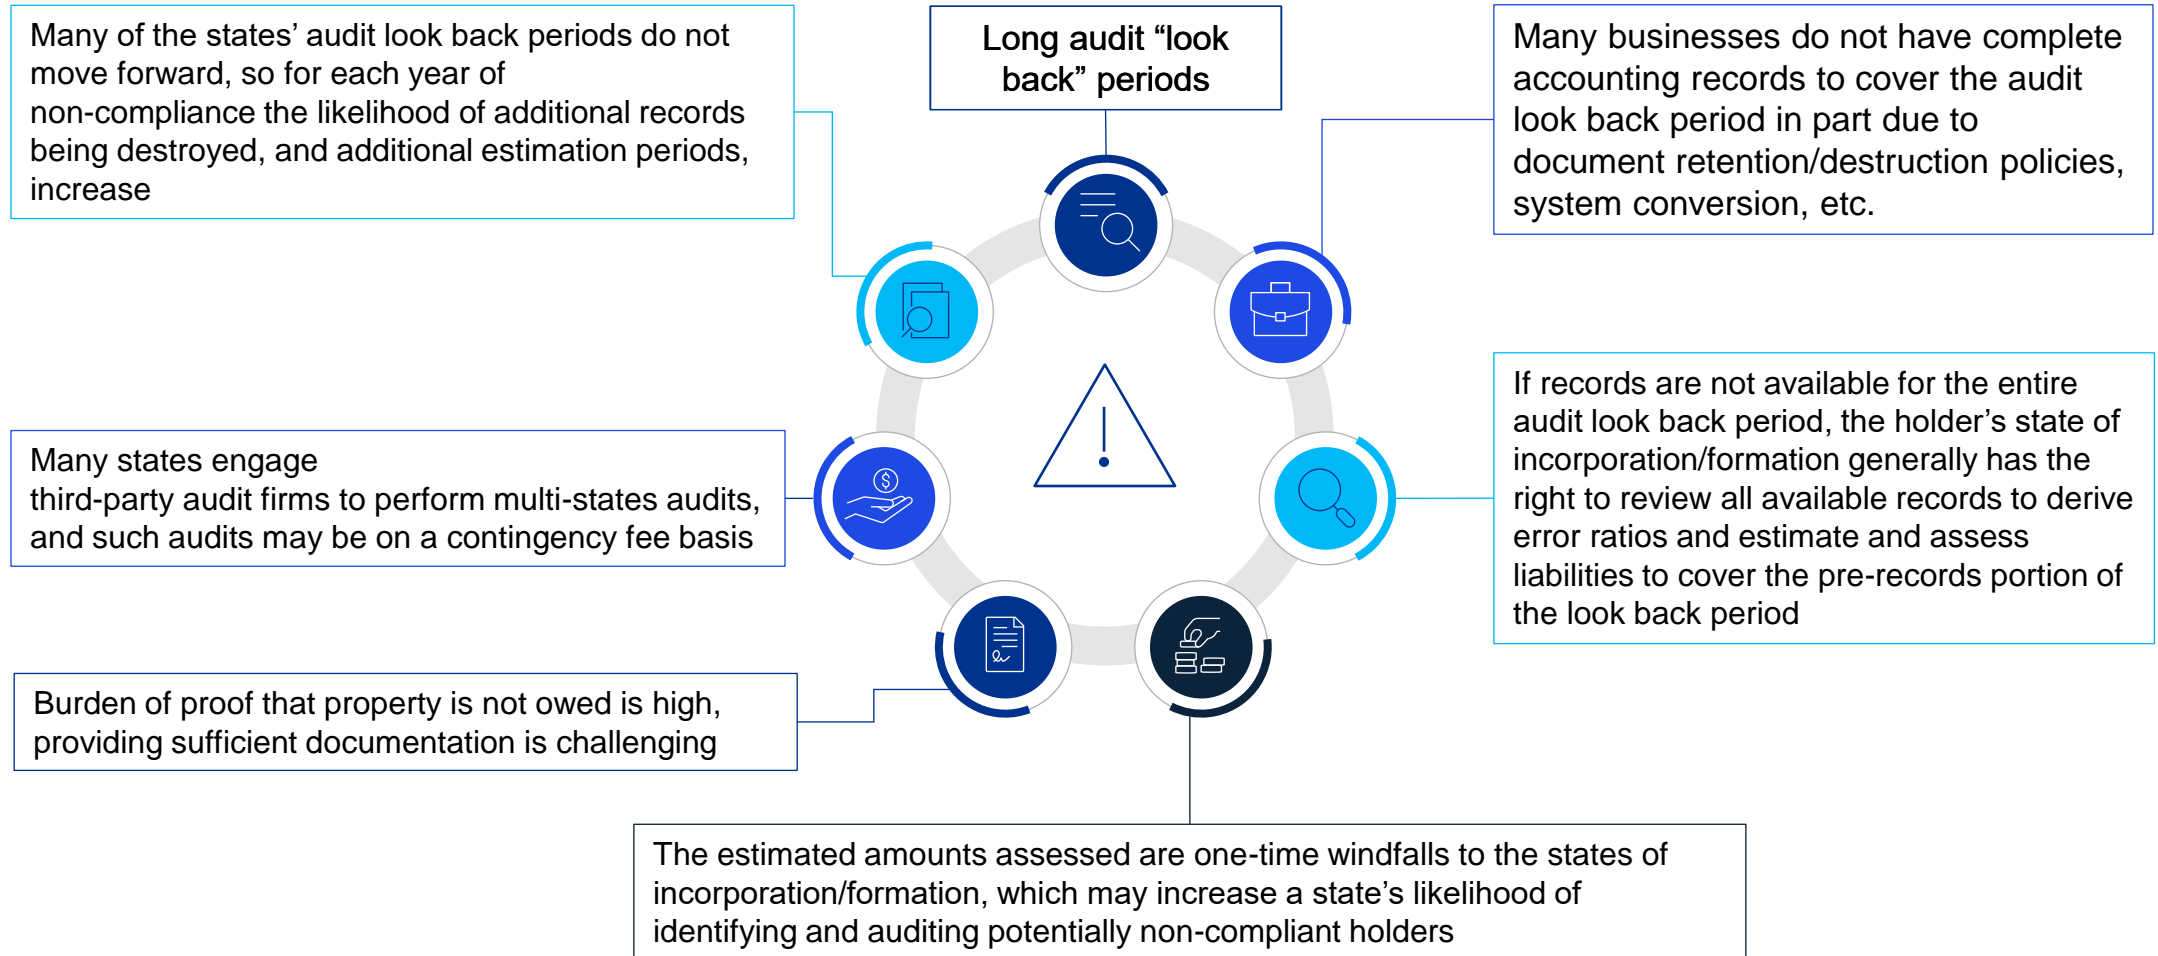 Long audit “look
back” periods
Many businesses do not have complete
accounting records to cover the audit
look back period in part due to
document retention/destruction policies,
system conversion, etc.
If records are not available for the entire
audit look back period, the holder’s state of
incorporation/formation generally has the
right to review all available records to derive
error ratios and estimate and assess
liabilities to cover the pre-records portion of
the look back period
The estimated amounts assessed are one-time windfalls to the states of
incorporation/formation, which may increase a state’s likelihood of
identifying and auditing potentially non-compliant holders
Burden of proof that property is not owed is high,
providing sufficient documentation is challenging
Many states engage
third-party audit firms to perform multi-states audits,
and such audits may be on a contingency fee basis
Many of the states’ audit look back periods do not
move forward, so for each year of
non-compliance the likelihood of additional records
being destroyed, and additional estimation periods,
increase
$